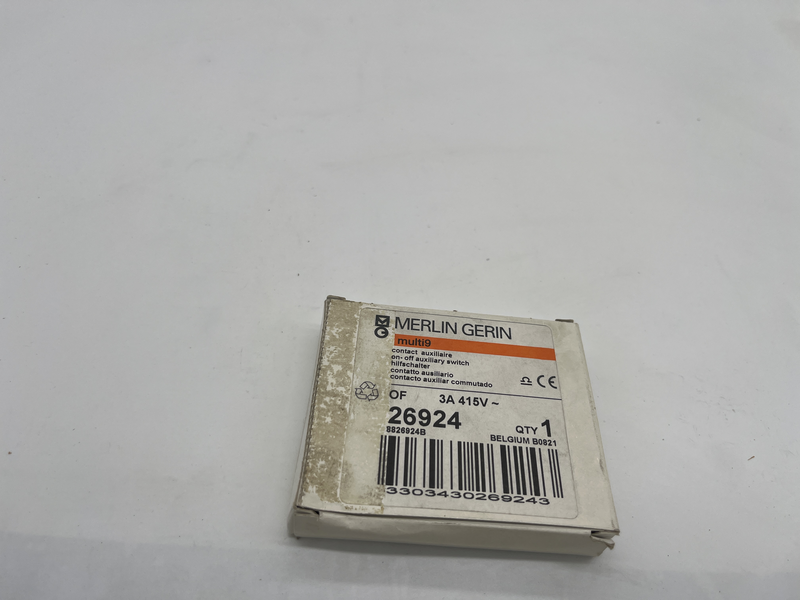 MERLIN GERIN
multi9
contact auxiliaire
on- off auxiliary switch
hilfschalter
contatto ausiliario
contacto auxiliar commutado
CE
OF 3A 415V ~
26924
8826924B
QTY 1
BELGIUM B0821
3303430269243